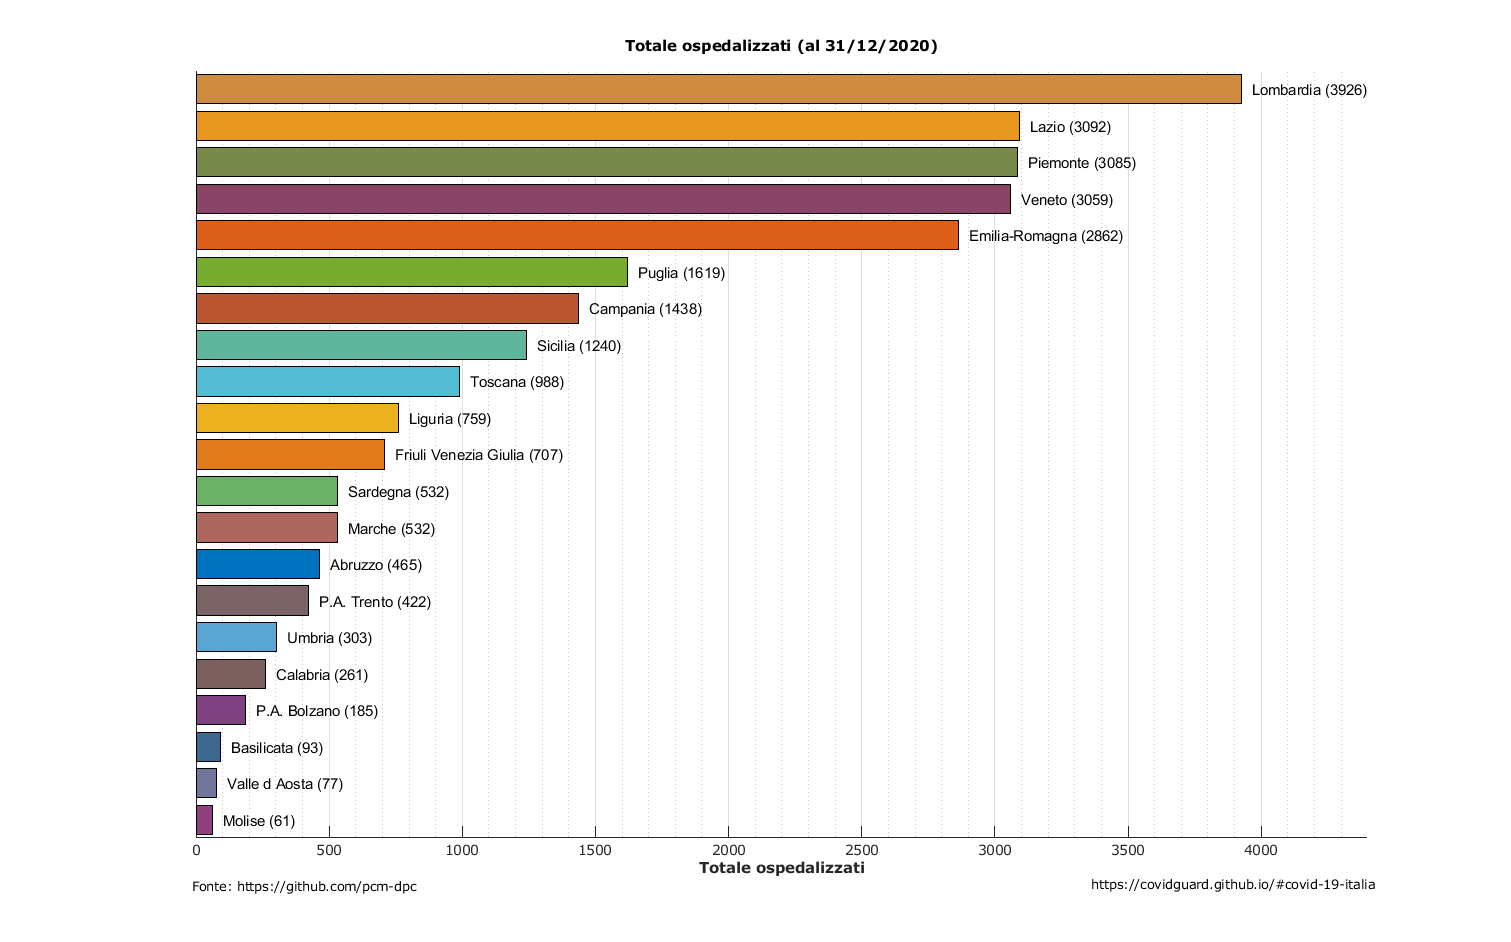 Totale ospedalizzati (al 31/12/2020)
Lombardia (3926)
Lazio (3092)
Piemonte (3085)
Veneto (3059)
Emilia-Romagna (2862)
Puglia (1619)
Campania (1438)
Sicilia (1240)
Toscana (988)
Liguria (759)
Friuli Venezia Giulia (707)
Sardegna (532)
Marche (532)
Abruzzo (465)
P.A. Trento (422)
Umbria (303)
Calabria (261)
P.A. Bolzano (185)
Basilicata (93)
Valle d Aosta (77)
Molise (61)
0 500 1000 1500 2000 2500 3000 3500 4000
Totale ospedalizzati
Fonte: https://github.com/pcm-dpc
https://covidguard.github.io/#covid-19-italia